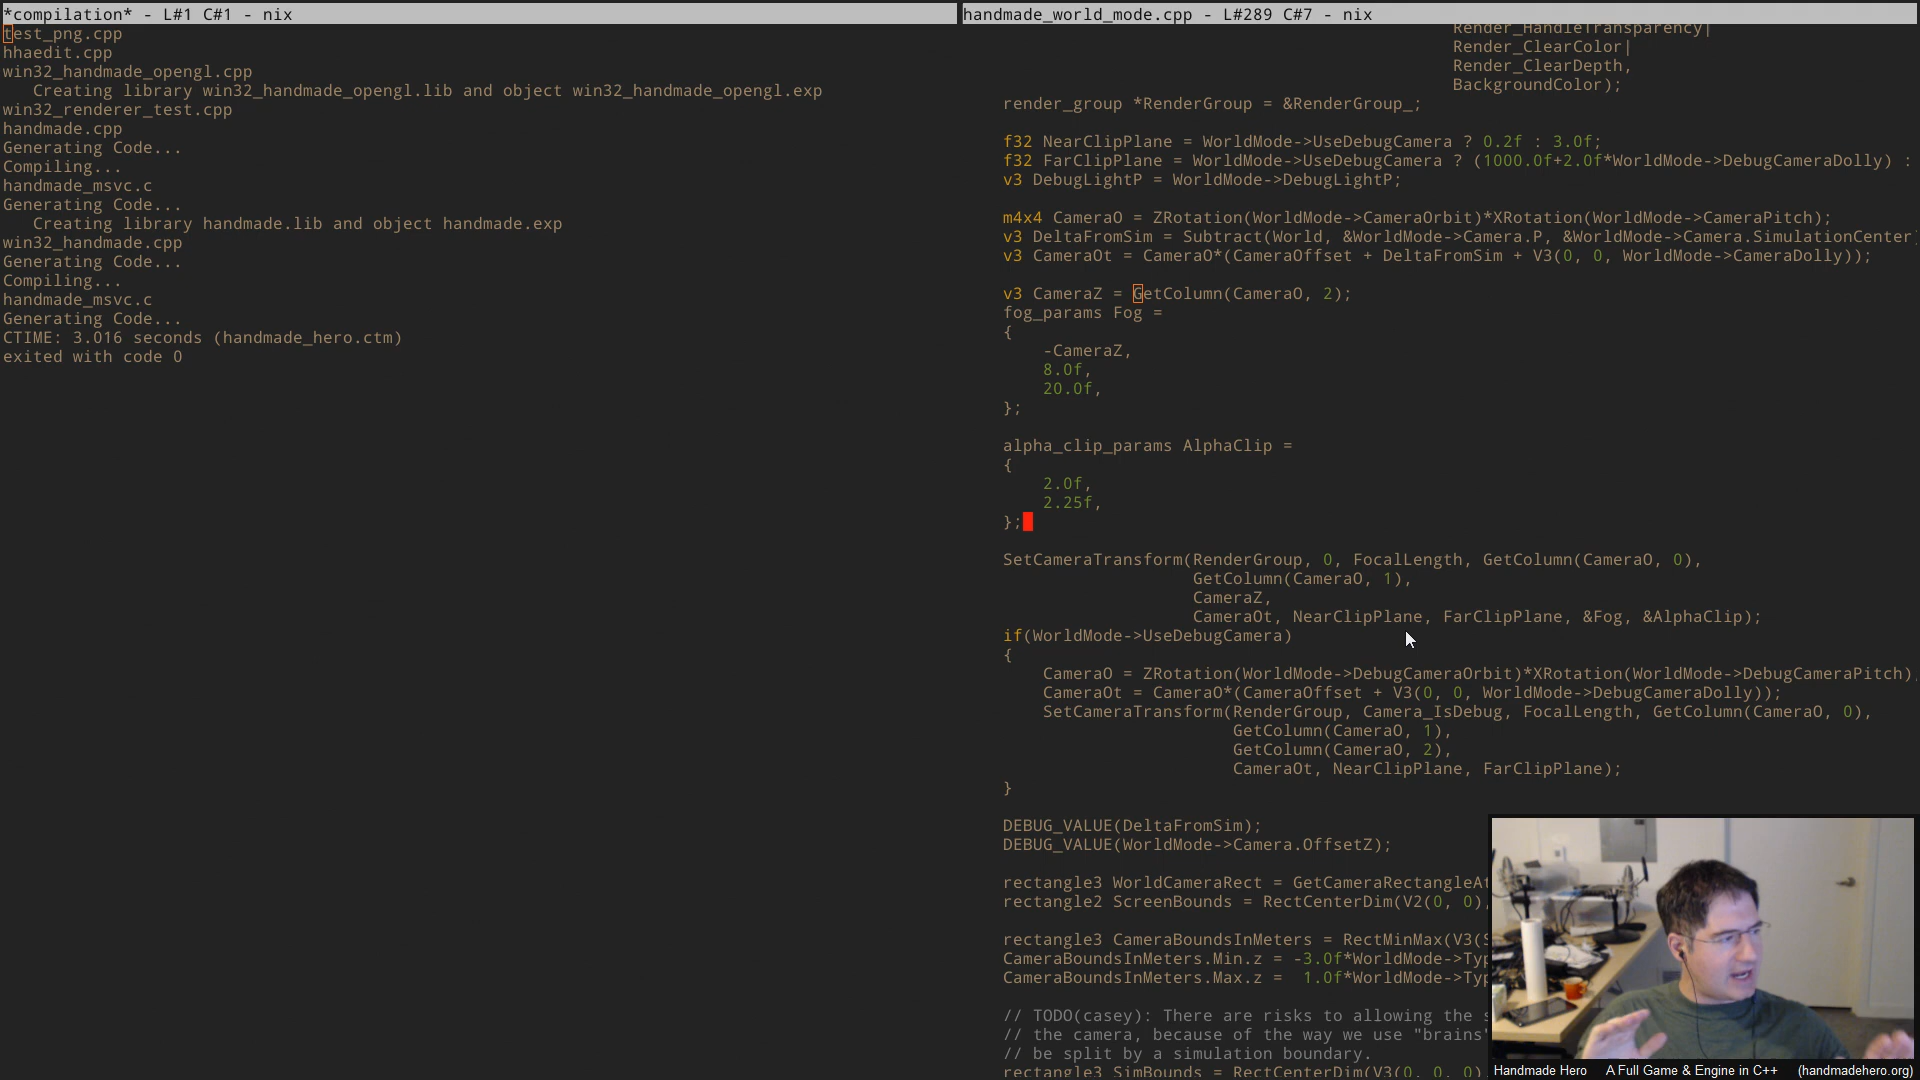 *compilation* - L#1 C#1 - nix
test_png.cpp
hhaedit.cpp
win32_handmade_opengl.cpp
   Creating library win32_handmade_opengl.lib and object win32_handmade_opengl.exp
win32_renderer_test.cpp
handmade.cpp
Generating Code...
Compiling...
handmade_msvc.c
Generating Code...
   Creating library handmade.lib and object handmade.exp
win32_handmade.cpp
Generating Code...
Compiling...
handmade_msvc.c
Generating Code...
CTIME: 3.016 seconds (handmade_hero.ctm)
exited with code 0
handmade_world_mode.cpp - L#289 C#7 - nix
Render_HandleTransparency|
Render_ClearColor|
Render_ClearDepth,
BackgroundColor);
render_group *RenderGroup = &RenderGroup_;
f32 NearClipPlane = WorldMode->UseDebugCamera ? 0.2f : 3.0f;
f32 FarClipPlane = WorldMode->UseDebugCamera ? (1000.0f+2.0f*WorldMode->DebugCameraDolly) :
v3 DebugLightP = WorldMode->DebugLightP;
m4x4 CameraO = ZRotation(WorldMode->CameraOrbit)*XRotation(WorldMode->CameraPitch);
v3 DeltaFromSim = Subtract(World, &WorldMode->Camera.P, &WorldMode->Camera.SimulationCenter)
v3 CameraOt = CameraO*(CameraOffset + DeltaFromSim + V3(0, 0, WorldMode->CameraDolly));
v3 CameraZ = GetColumn(CameraO, 2);
fog_params Fog =
{
    -CameraZ,
    8.0f,
    20.0f,
};
alpha_clip_params AlphaClip =
{
    2.0f,
    2.25f,
};
SetCameraTransform(RenderGroup, 0, FocalLength, GetColumn(CameraO, 0),
                   GetColumn(CameraO, 1),
                   CameraZ,
                   CameraOt, NearClipPlane, FarClipPlane, &Fog, &AlphaClip);
if(WorldMode->UseDebugCamera)
{
    CameraO = ZRotation(WorldMode->DebugCameraOrbit)*XRotation(WorldMode->DebugCameraPitch)
    CameraOt = CameraO*(CameraOffset + V3(0, 0, WorldMode->DebugCameraDolly));
    SetCameraTransform(RenderGroup, Camera_IsDebug, FocalLength, GetColumn(CameraO, 0),
                       GetColumn(CameraO, 1),
                       GetColumn(CameraO, 2),
                       CameraOt, NearClipPlane, FarClipPlane);
}
DEBUG_VALUE(DeltaFromSim);
DEBUG_VALUE(WorldMode->Camera.OffsetZ);
rectangle3 WorldCameraRect =
rectangle2 ScreenBounds = RectCenterDim(V2(0, 0),
rectangle3 CameraBoundsInMeters = RectMinMax(V3(
CameraBoundsInMeters.Min.z = -3.0f*WorldMode->
CameraBoundsInMeters.Max.z =  1.0f*WorldMode->
// TODO(casey): There are risks to allowing the
// the camera, because of the way we use "brains"
// be split by a simulation boundary.
rectangle3 SimBounds = RectCenterDim(V3(0, 0, 0)
Handmade Hero    A Full Game & Engine in C++    (handmadehero.org)